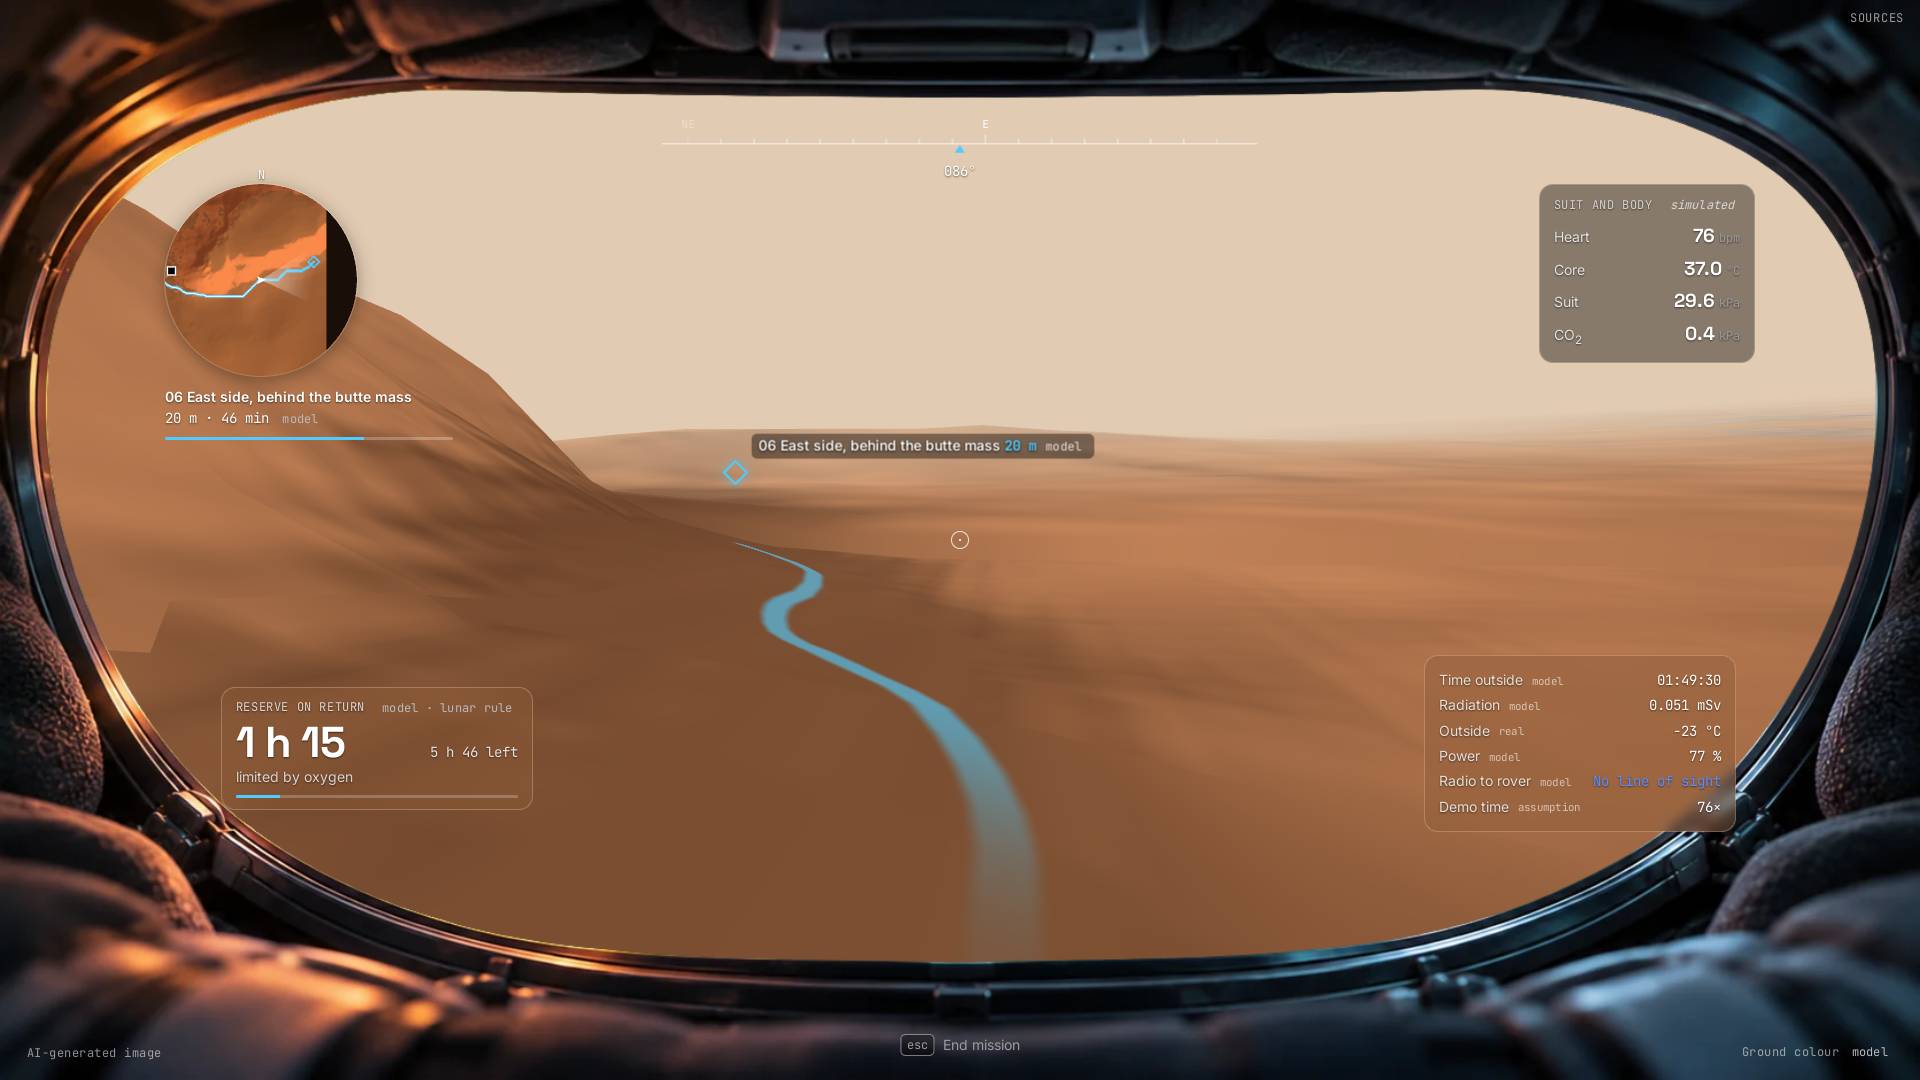 SOURCES
NE
E
086°
N
SUIT AND BODY simulated
Heart 76 bpm
Core 37.0 °C
Suit 29.6 kPa
CO2 0.4 kPa
06 East side, behind the butte mass
20 m · 46 min model
06 East side, behind the butte mass 20 m model
RESERVE ON RETURN model · lunar rule
1 h 15
5 h 46 left
limited by oxygen
Time outside model 01:49:30
Radiation model 0.051 mSv
Outside real -23 °C
Power model 77 %
Radio to rover model No line of sight
Demo time assumption 76×
esc End mission
AI-generated image
Ground colour model